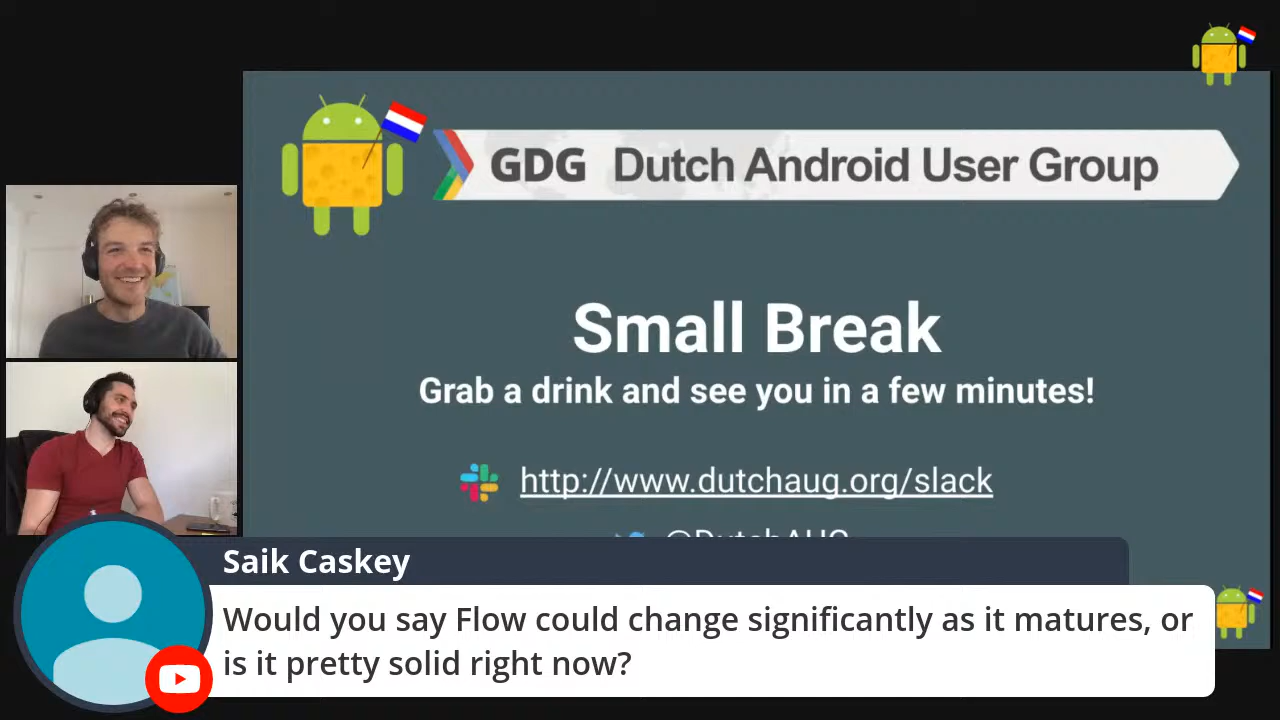 GDG Dutch Android User Group
Small Break
Grab a drink and see you in a few minutes!
http://www.dutchaug.org/slack
@DutchAUG
Saik Caskey
Would you say Flow could change significantly as it matures, or
is it pretty solid right now?